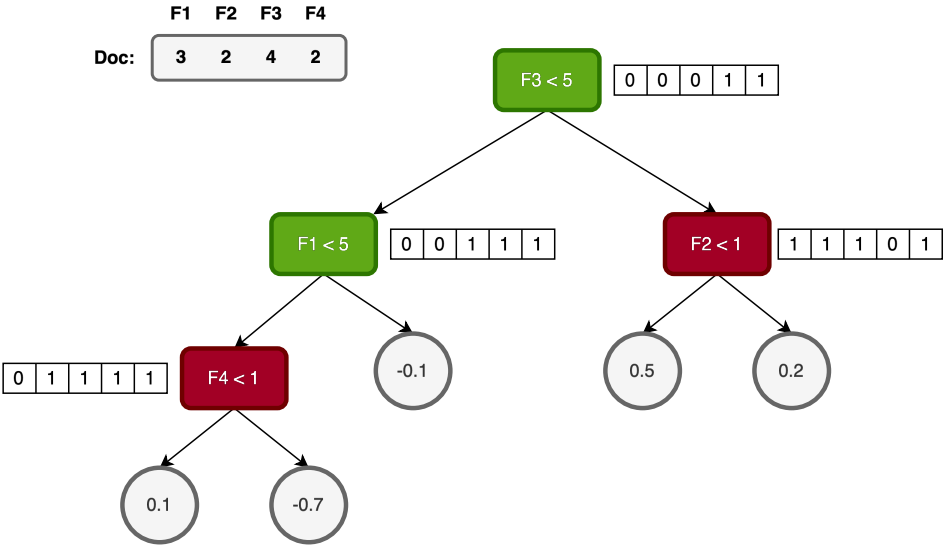 F1 F2 F3 F4
Doc: 3 2 4 2
F3 < 5 0 0 0 1 1
F1 < 5 0 0 1 1 1
F2 < 1 1 1 1 0 1
0 1 1 1 1 F4 < 1
-0.1
0.5
0.2
0.1
-0.7